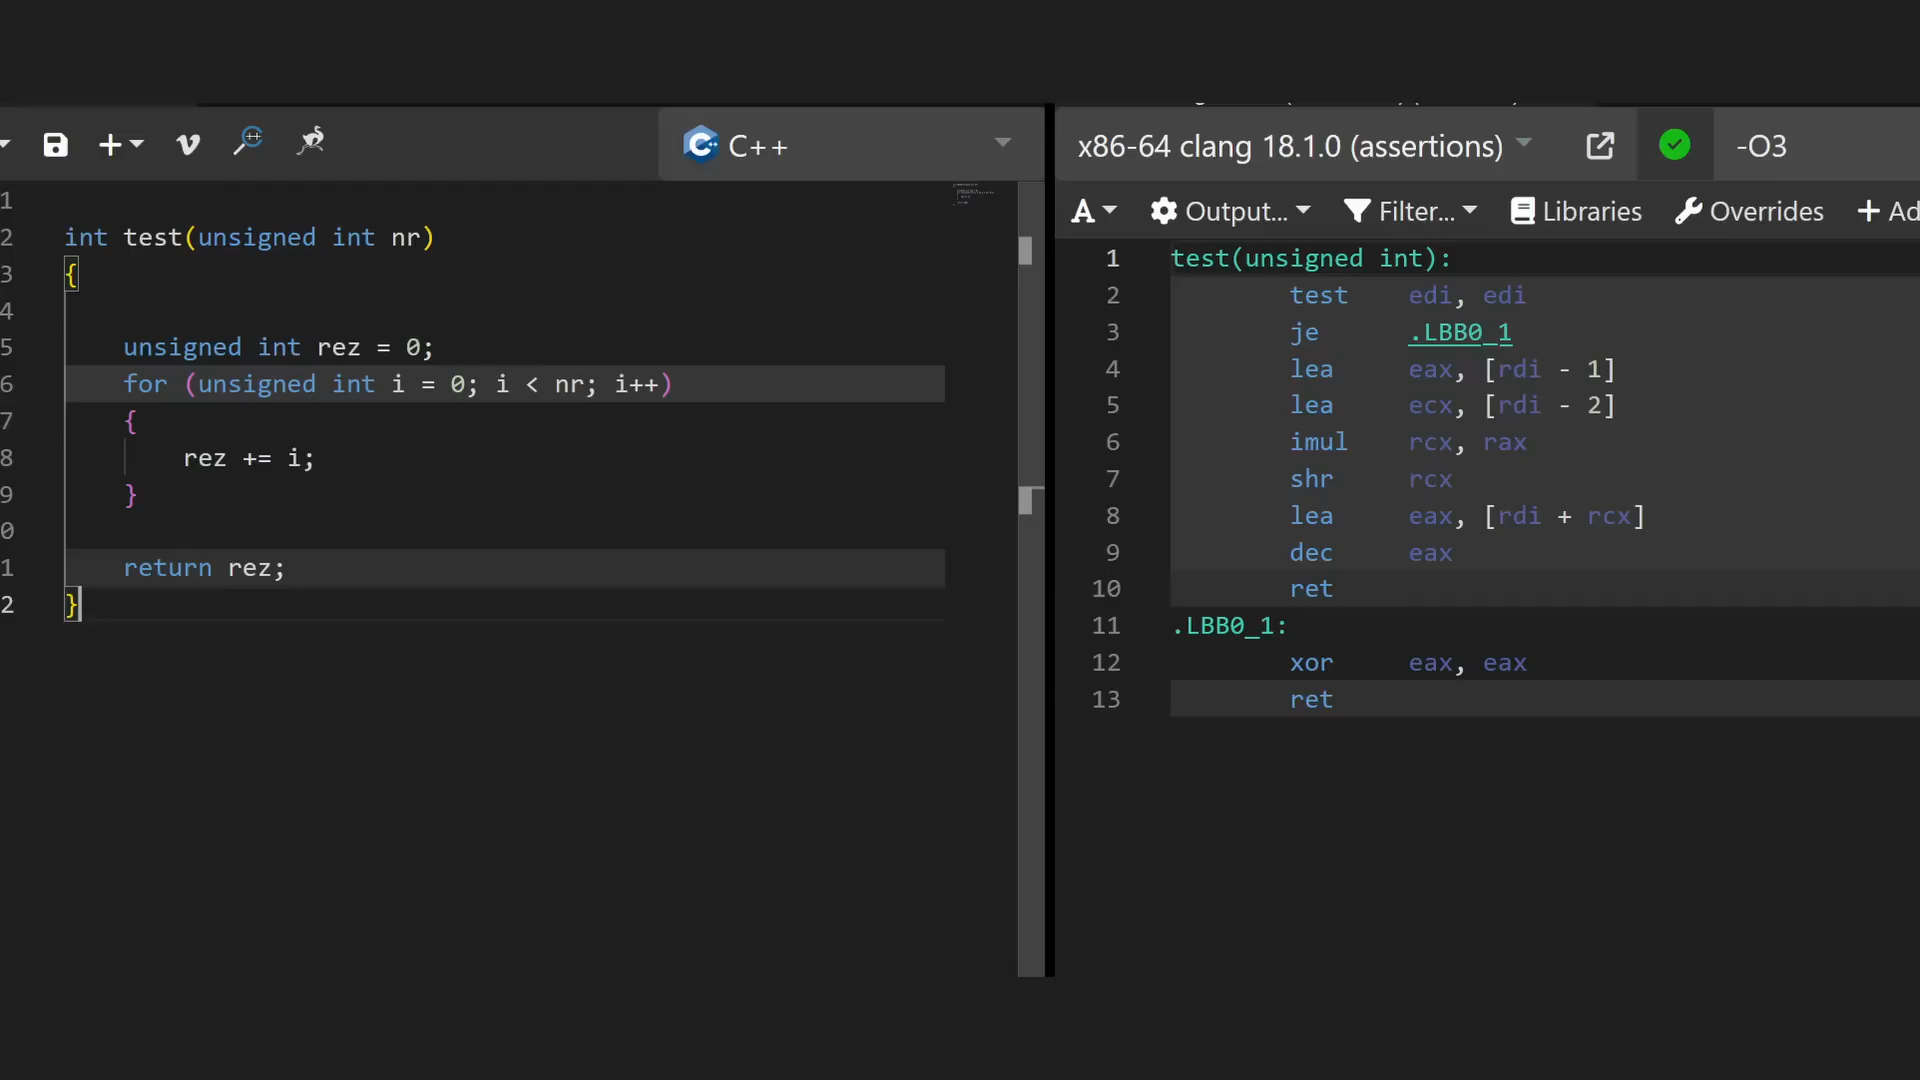 C++
x86-64 clang 18.1.0 (assertions)
-O3
A
Output...
Filter...
Libraries
Overrides
+ Ad
1
2 int test(unsigned int nr)
3 {
4
5 unsigned int rez = 0;
6 for (unsigned int i = 0; i < nr; i++)
7 {
8 rez += i;
9 }
0
1 return rez;
2 }
1 test(unsigned int):
2 test edi, edi
3 je .LBB0_1
4 lea eax, [rdi - 1]
5 lea ecx, [rdi - 2]
6 imul rcx, rax
7 shr rcx
8 lea eax, [rdi + rcx]
9 dec eax
10 ret
11 .LBB0_1:
12 xor eax, eax
13 ret